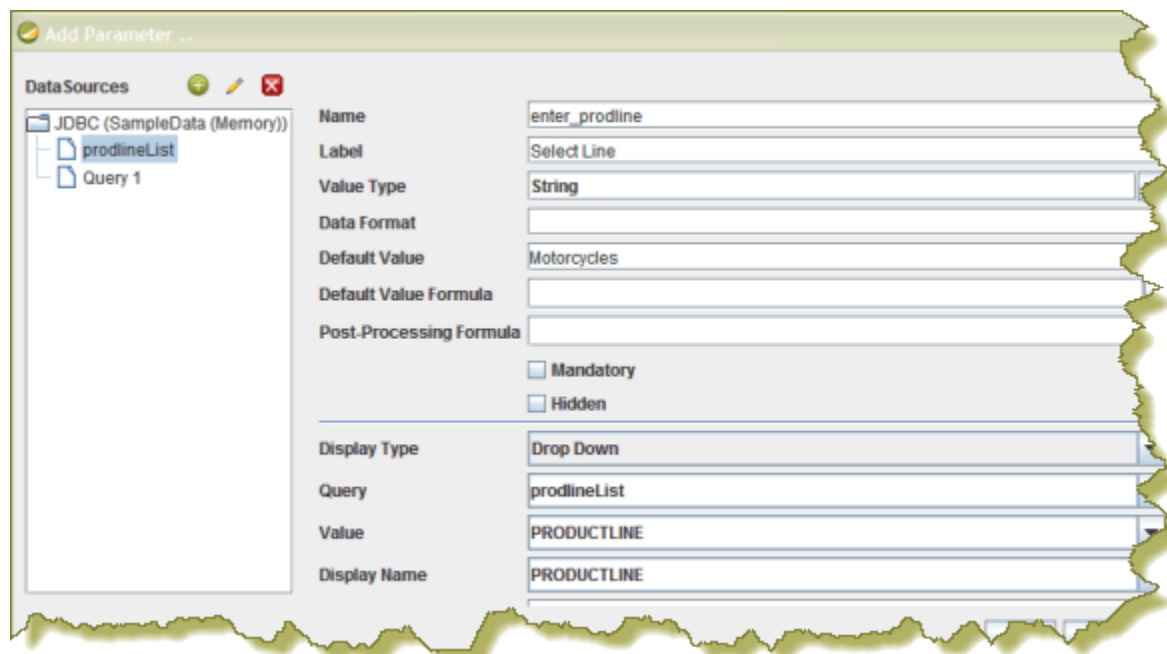 Add Parameter ..
DataSources
JDBC (SampleData (Memory))
prodlineList
Query 1
Name enter_prodline
Label Select Line
Value Type String
Data Format
Default Value Motorcycles
Default Value Formula
Post-Processing Formula
Mandatory
Hidden
Display Type Drop Down
Query prodlineList
Value PRODUCTLINE
Display Name PRODUCTLINE